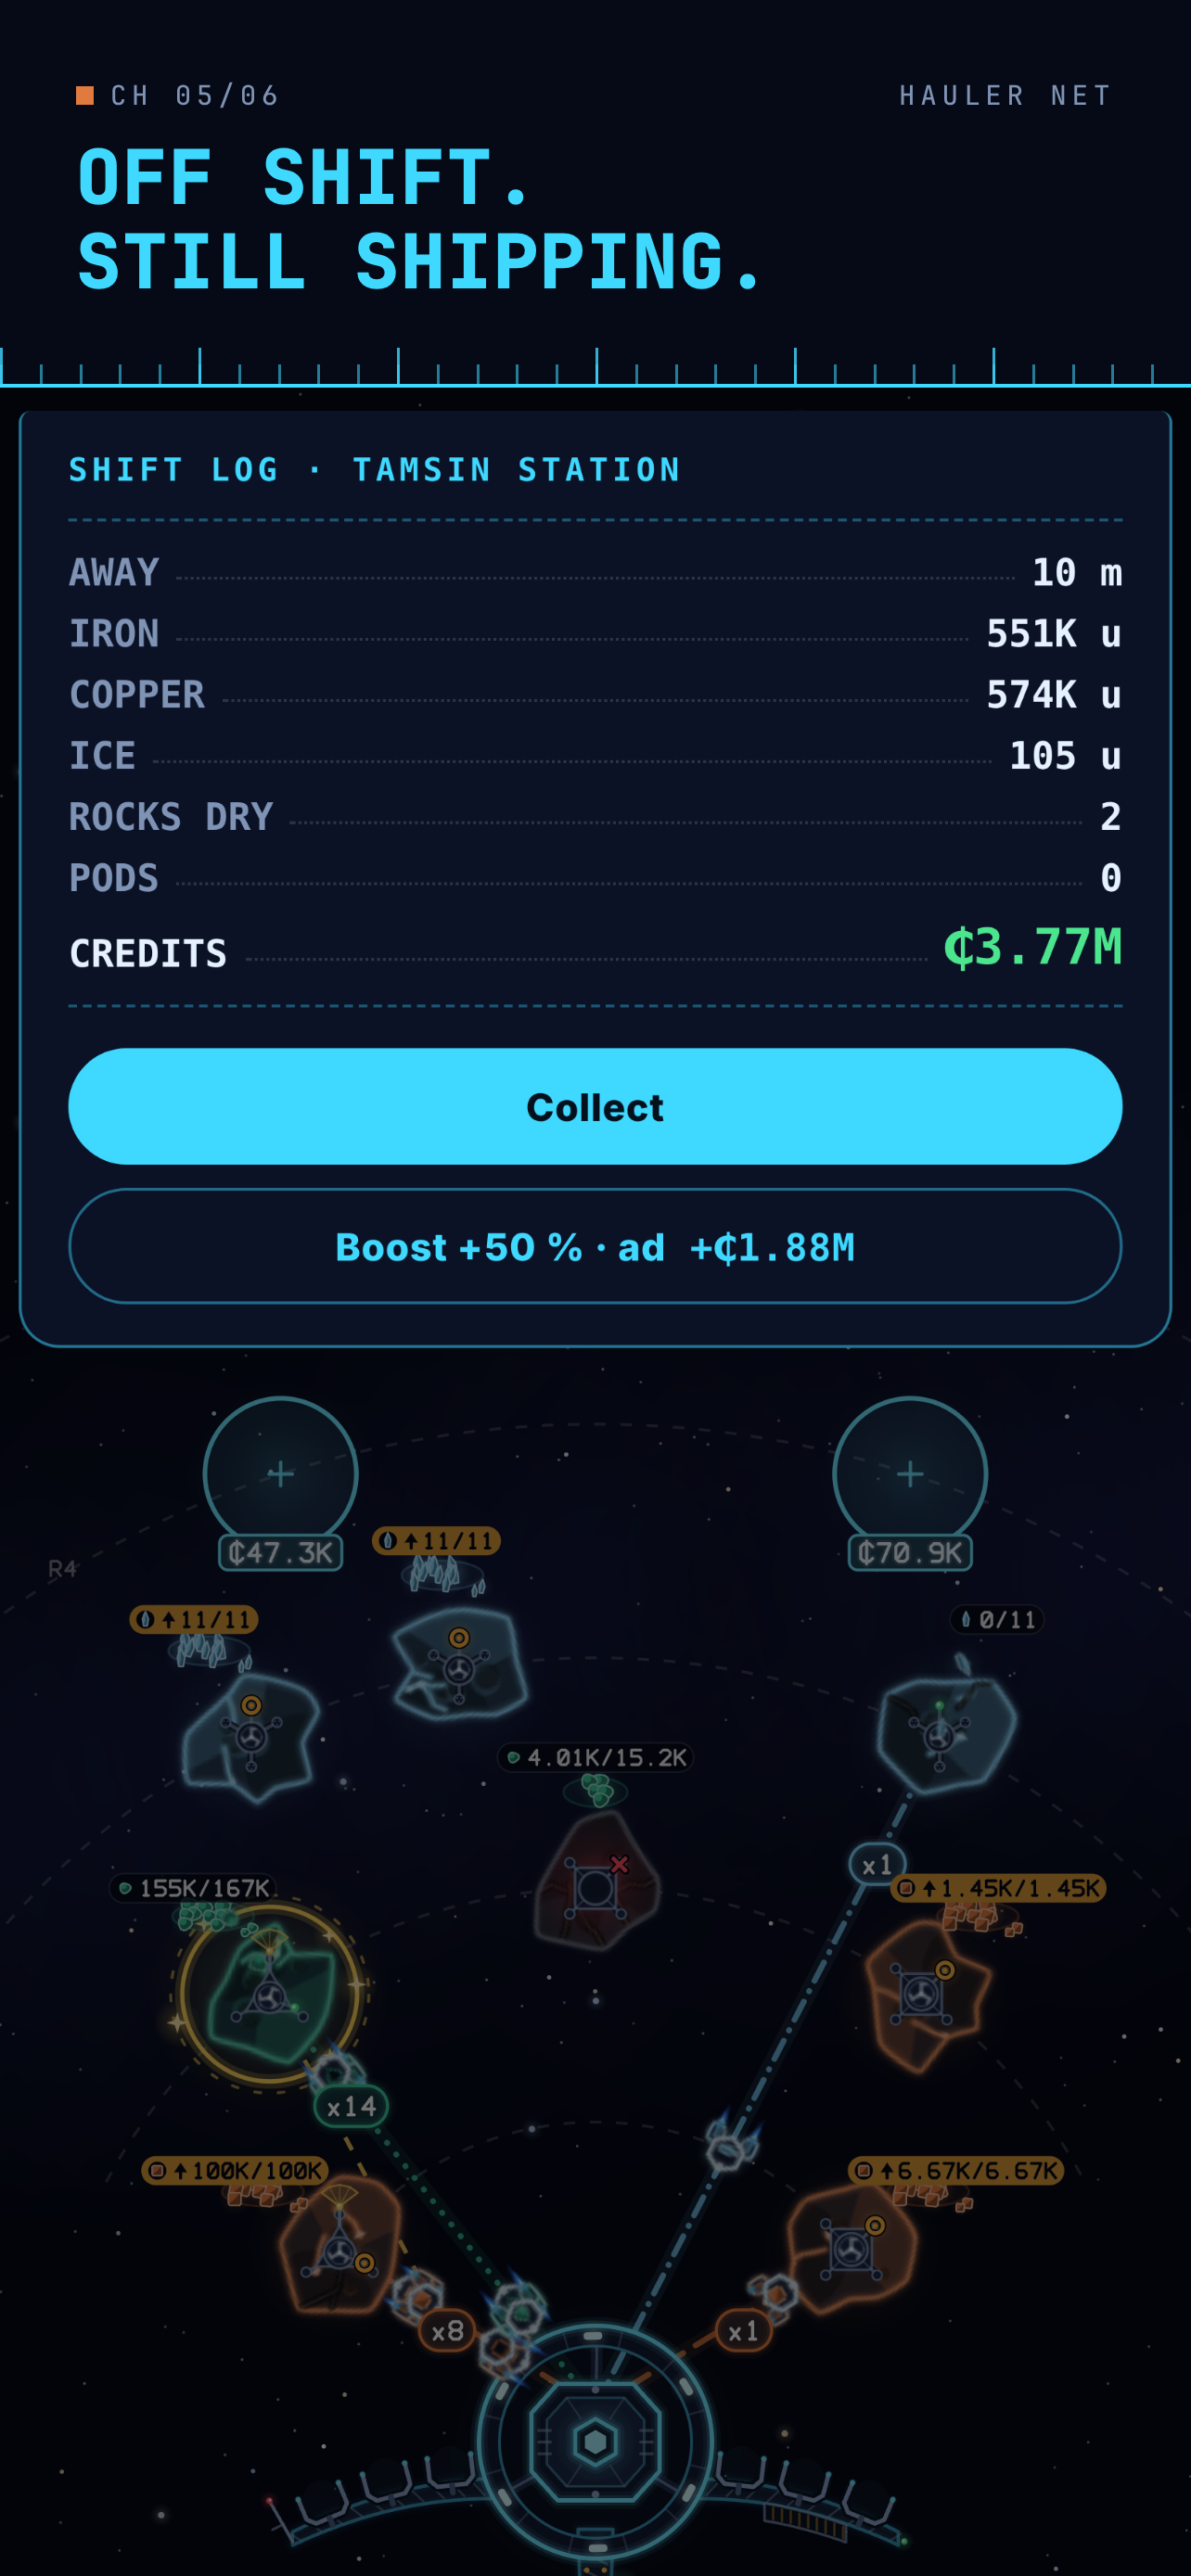 CH 05/06
HAULER NET
OFF SHIFT.
STILL SHIPPING.
SHIFT LOG · TAMSIN STATION
AWAY 10 m
IRON 551K u
COPPER 574K u
ICE 105 u
ROCKS DRY 2
PODS 0
CREDITS ₵3.77M
Collect
Boost +50 % · ad +₵1.88M
₵47.3K
11/11
₵70.9K
R4
11/11
0/11
4.01K/15.2K
x1
155K/167K
1.45K/1.45K
x14
100K/100K
6.67K/6.67K
x8
x1